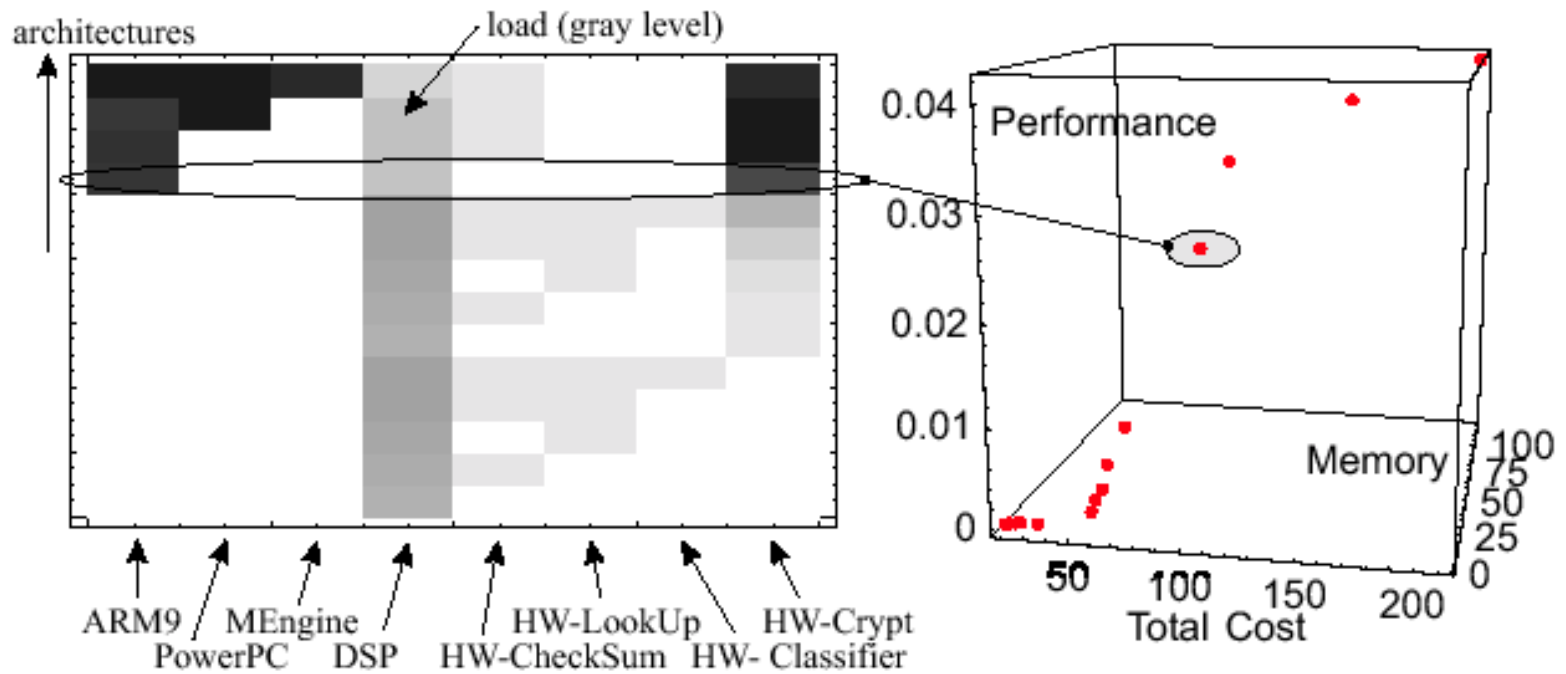 architectures
load (gray level)
ARM9 MEngine HW-LookUp HW-Crypt
PowerPC DSP HW-CheckSum HW- Classifier
0.04
Performance
0.03
0.02
0.01
0
Memory
100
75
50
25
0
50
100
150
200
Total Cost